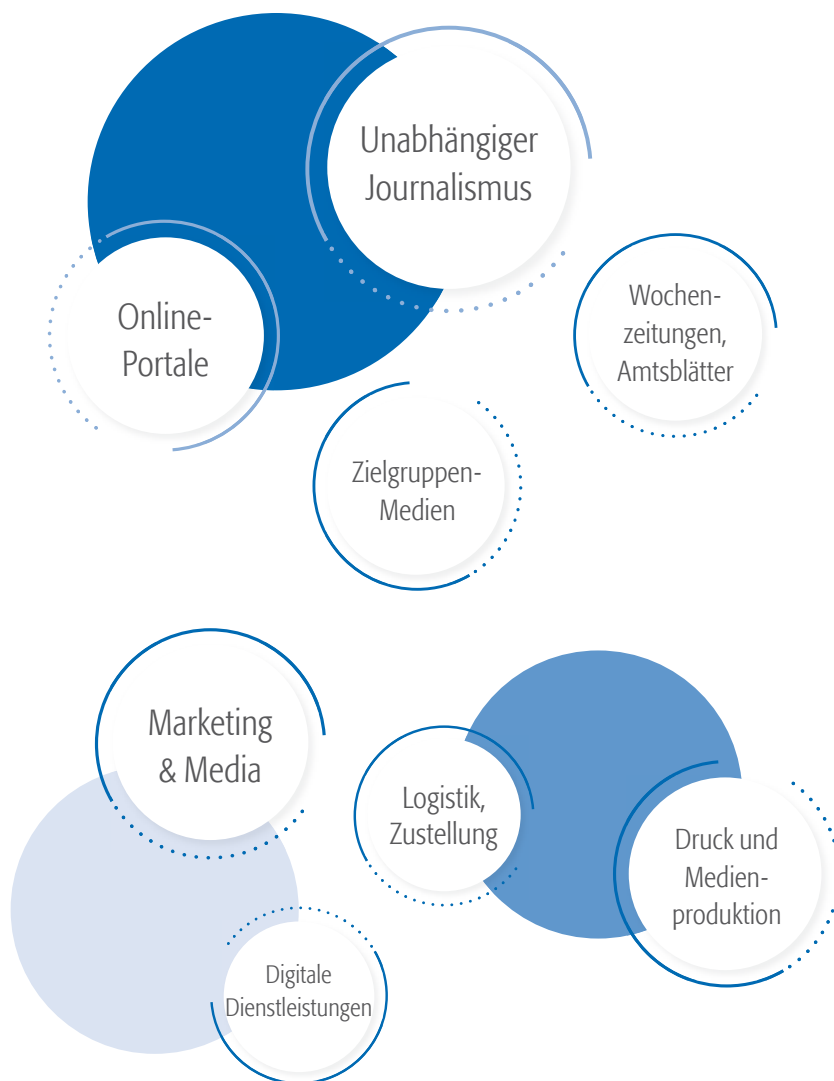 Unabhängiger
Journalismus
Online-
Portale
Wochen-
zeitungen,
Amtsblätter
Zielgruppen-
Medien
Marketing
& Media
Logistik,
Zustellung
Druck und
Medien-
produktion
Digitale
Dienstleistungen